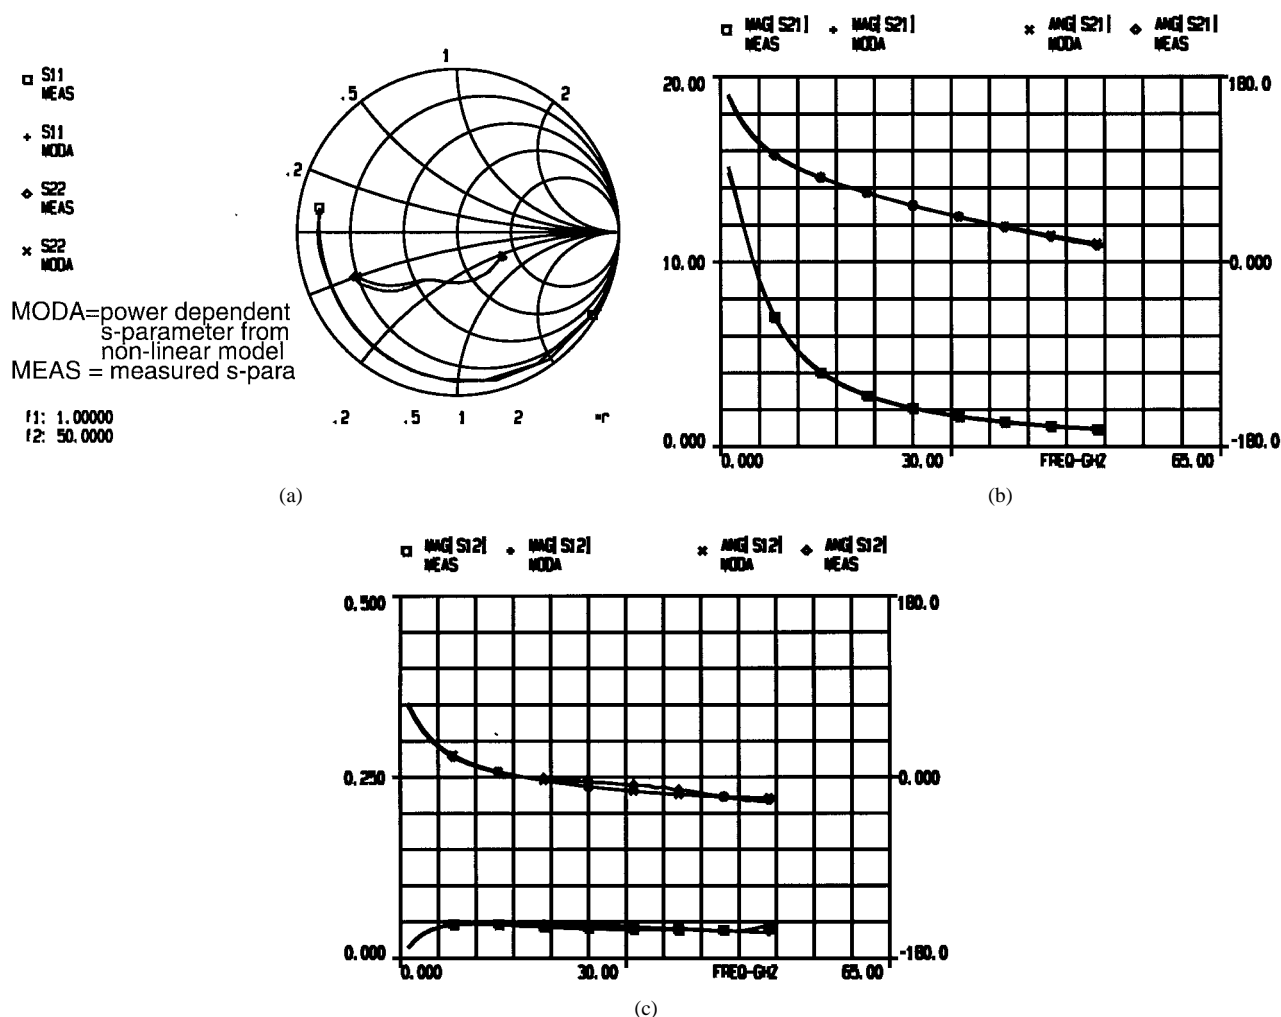 S11
MEAS
S11
MODA
S22
MEAS
S22
MODA
MODA=power dependent
s-parameter from
non-linear model
MEAS = measured s-para
f1: 1.00000
f2: 50.0000
1
.5
2
.2
.2 .5 1 2
(a)
MAG[S21] MAG[S21] ANG[S21] ANG[S21]
MEAS MODA MODA MEAS
20.00 180.0
10.00 0.000
0.000 -180.0
0.000 30.00 FREQ-GHZ 65.00
(b)
MAG[S12] MAG[S12] ANG[S12] ANG[S12]
MEAS MODA MODA MEAS
0.500 180.0
0.250 0.000
0.000 -180.0
0.000 30.00 FREQ-GHZ 65.00
(c)